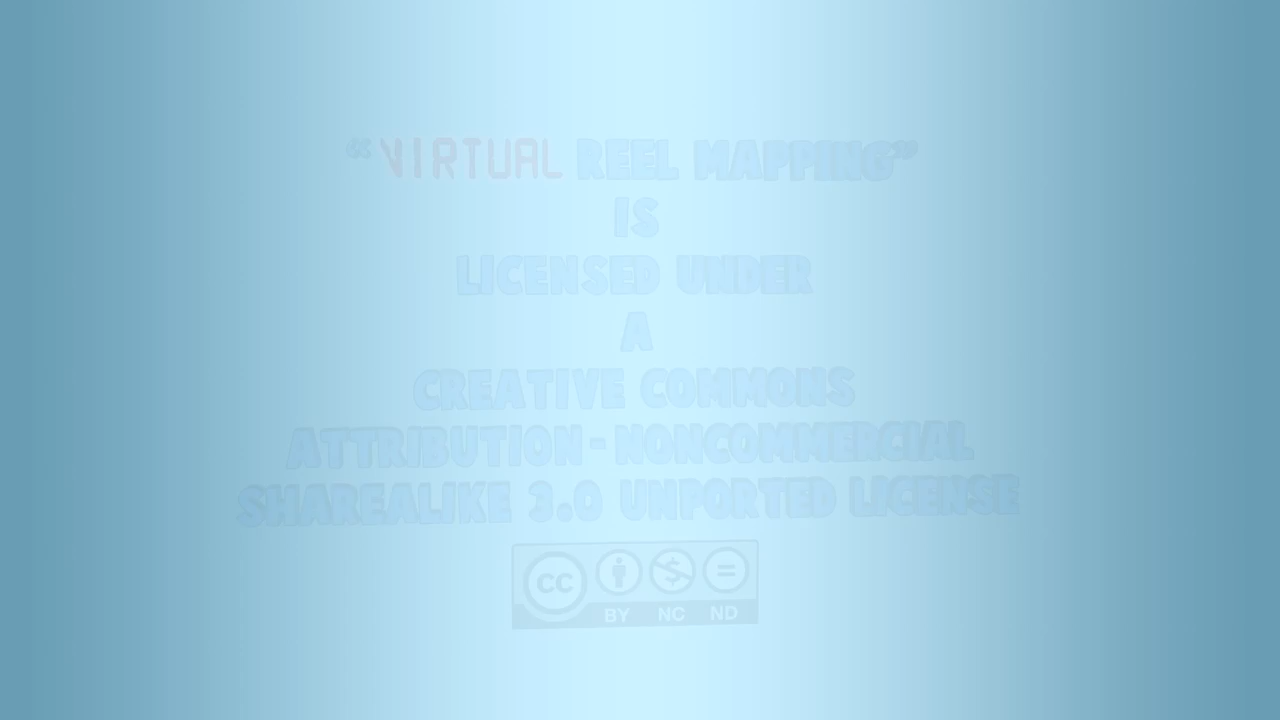 “VIRTUAL REEL MAPPING”
IS
LICENSED UNDER
A
CREATIVE COMMONS
ATTRIBUTION-NONCOMMERCIAL
SHAREALIKE 3.0 UNPORTED LICENSE
cc
BY NC ND